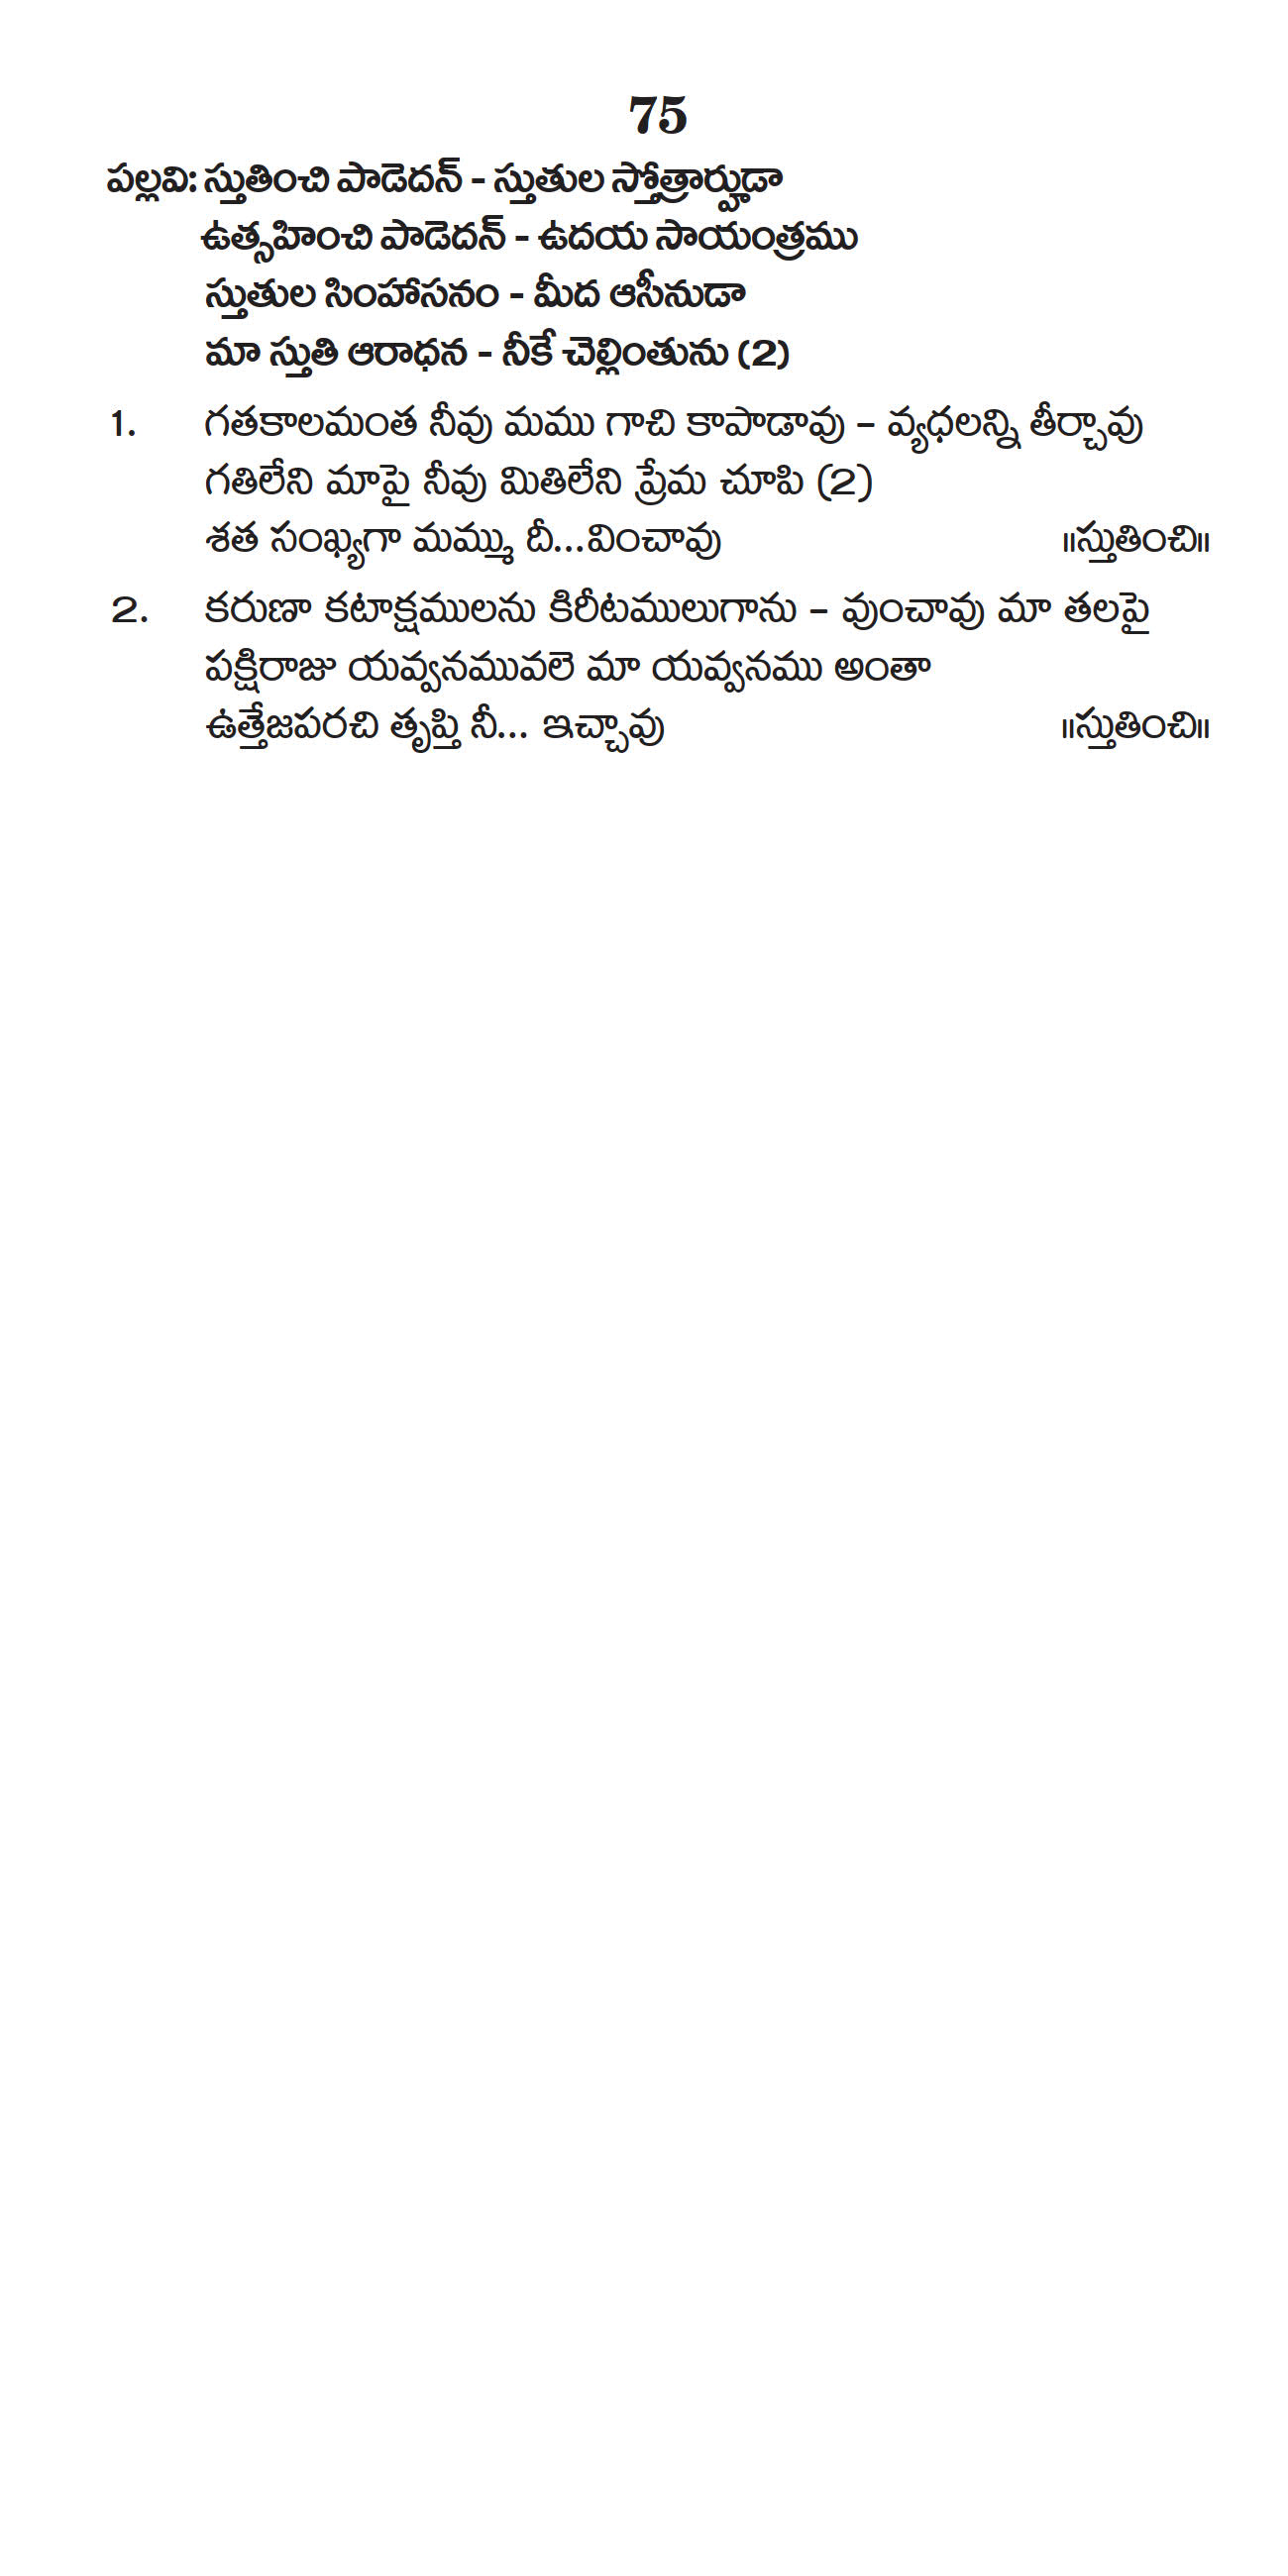 75
పల్లవి: స్తుతించి పాడెదన్ - స్తుతుల స్తోత్రార్హుడా
ఉత్సహించి పాడెదన్ - ఉదయ సాయంత్రము
స్తుతుల సింహాసనం - మీద ఆసీనుడా
మా స్తుతి ఆరాధన - నీకే చెల్లింతును (2)
1. గతకాలమంత నీవు మము గాచి కాపాడావు – వ్యధలన్ని తీర్చావు
గతిలేని మాపై నీవు మితిలేని ప్రేమ చూపి (2)
శత సంఖ్యగా మమ్ము దీ...వించావు ॥స్తుతించి॥
2. కరుణా కటాక్షములను కిరీటములుగాను – వుంచావు మా తలపై
పక్షిరాజు యవ్వనమువలె మా యవ్వనము అంతా
ఉత్తేజపరచి తృప్తి నీ... ఇచ్చావు ॥స్తుతించి॥